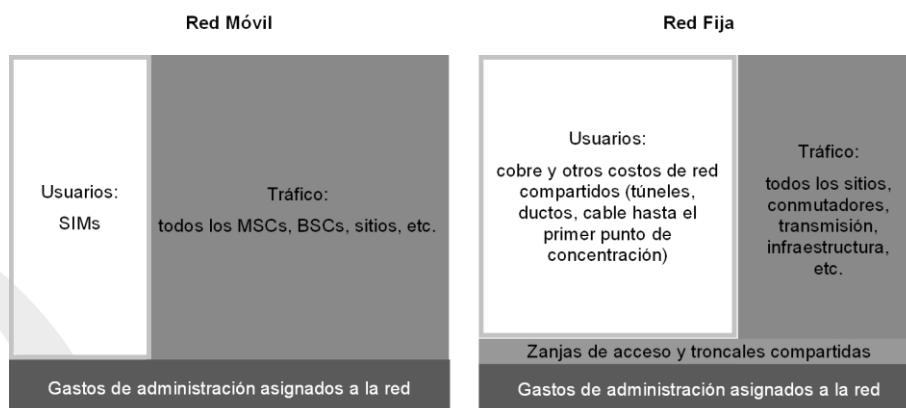 Red Móvil
Usuarios:
SIMs
Tráfico:
todos los MSCs, BSCs, sitios, etc.
Gastos de administración asignados a la red
Red Fija
Usuarios:
cobre y otros costos de red
compartidos (túneles,
ductos, cable hasta el
primer punto de
concentración)
Tráfico:
todos los sitios,
conmutadores,
transmisión,
infraestructura,
etc.
Zanjas de acceso y troncales compartidas
Gastos de administración asignados a la red